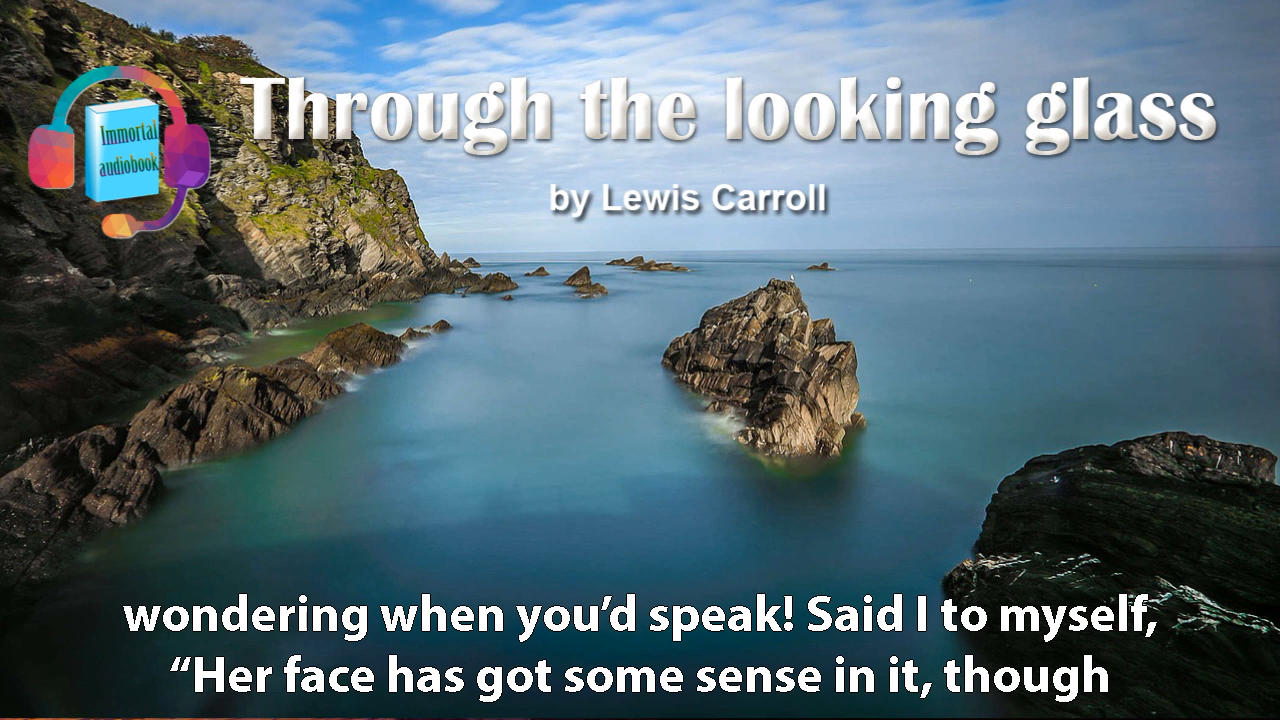 Immortal
audiobook
Through the looking glass
by Lewis Carroll
wondering when you’d speak! Said I to myself,
“Her face has got some sense in it, though